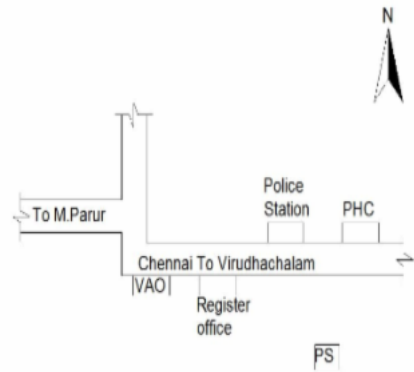 N
Police
Station
PHC
To M.Parur
Chennai To Virudhachalam
VAO
Register
office
PS